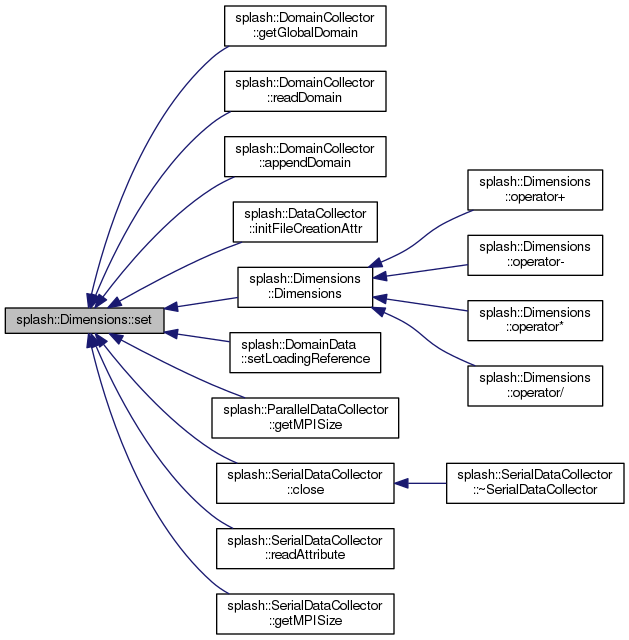 splash::Dimensions::set
splash::DomainCollector
::getGlobalDomain
splash::DomainCollector
::readDomain
splash::DomainCollector
::appendDomain
splash::DataCollector
::initFileCreationAttr
splash::Dimensions
::Dimensions
splash::DomainData
::setLoadingReference
splash::ParallelDataCollector
::getMPISize
splash::SerialDataCollector
::close
splash::SerialDataCollector
::readAttribute
splash::SerialDataCollector
::getMPISize
splash::Dimensions
::operator+
splash::Dimensions
::operator-
splash::Dimensions
::operator*
splash::Dimensions
::operator/
splash::SerialDataCollector
::~SerialDataCollector